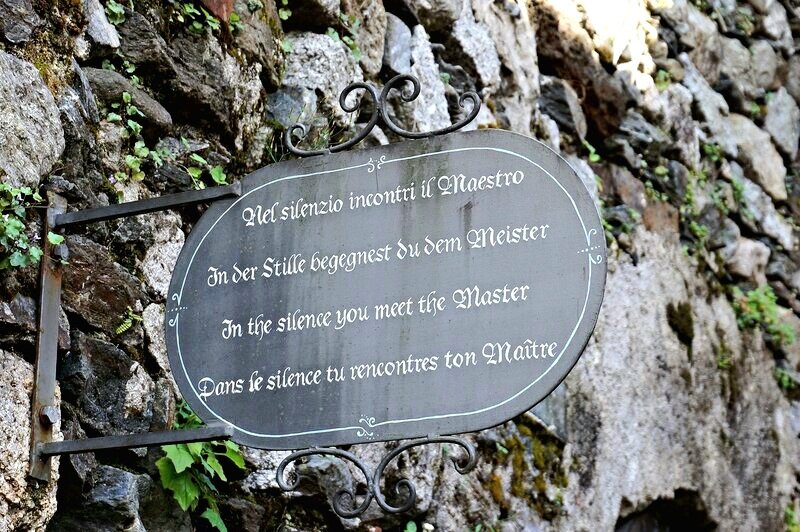 Nel silenzio incontri il Maestro
In der Stille begegnest du dem Meister
In the silence you meet the Master
Dans le silence tu rencontres ton Maître